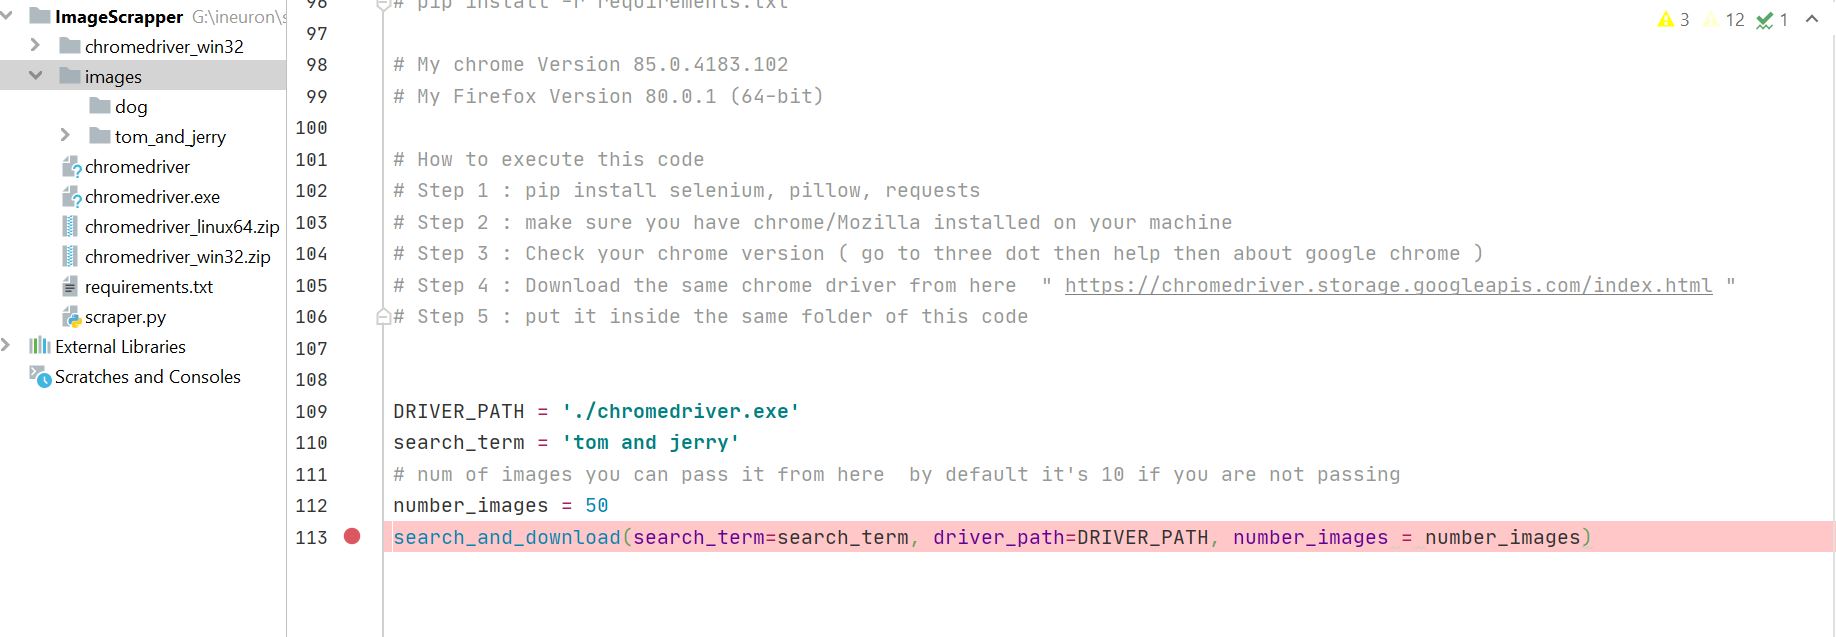 ImageScrapper G:\ineuron\s
chromedriver_win32
images
dog
tom_and_jerry
chromedriver
chromedriver.exe
chromedriver_linux64.zip
chromedriver_win32.zip
requirements.txt
scraper.py
External Libraries
Scratches and Consoles
96 # pip install -r requirements.txt
97
98 # My chrome Version 85.0.4183.102
99 # My Firefox Version 80.0.1 (64-bit)
100
101 # How to execute this code
102 # Step 1 : pip install selenium, pillow, requests
103 # Step 2 : make sure you have chrome/Mozilla installed on your machine
104 # Step 3 : Check your chrome version ( go to three dot then help then about google chrome )
105 # Step 4 : Download the same chrome driver from here  " https://chromedriver.storage.googleapis.com/index.html "
106 # Step 5 : put it inside the same folder of this code
107
108
109 DRIVER_PATH = './chromedriver.exe'
110 search_term = 'tom and jerry'
111 # num of images you can pass it from here  by default it's 10 if you are not passing
112 number_images = 50
113 search_and_download(search_term=search_term, driver_path=DRIVER_PATH, number_images = number_images)
3 12 1